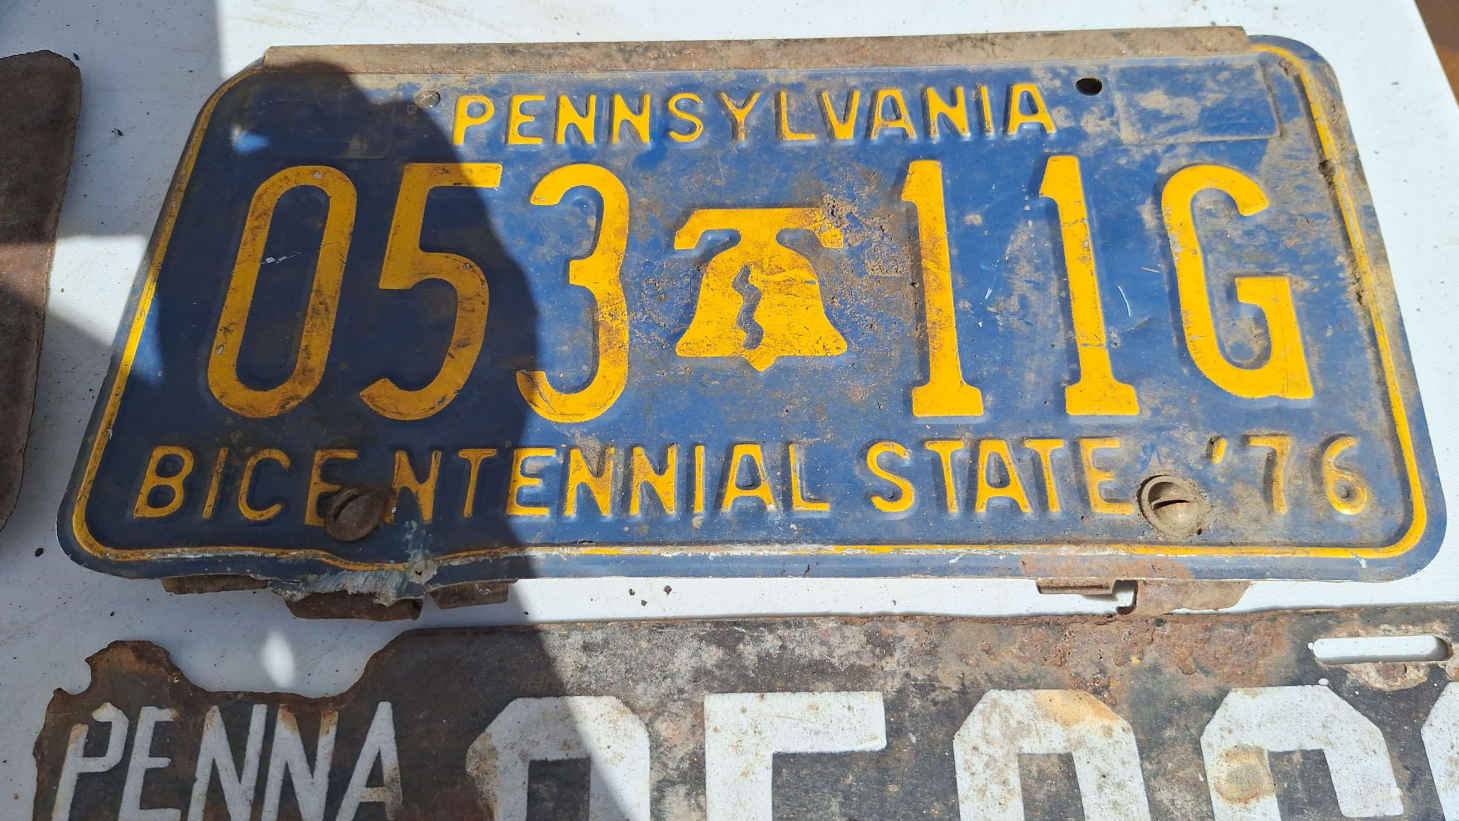 PENNSYLVANIA
053 11G
BICENTENNIAL STATE '76
PENNA